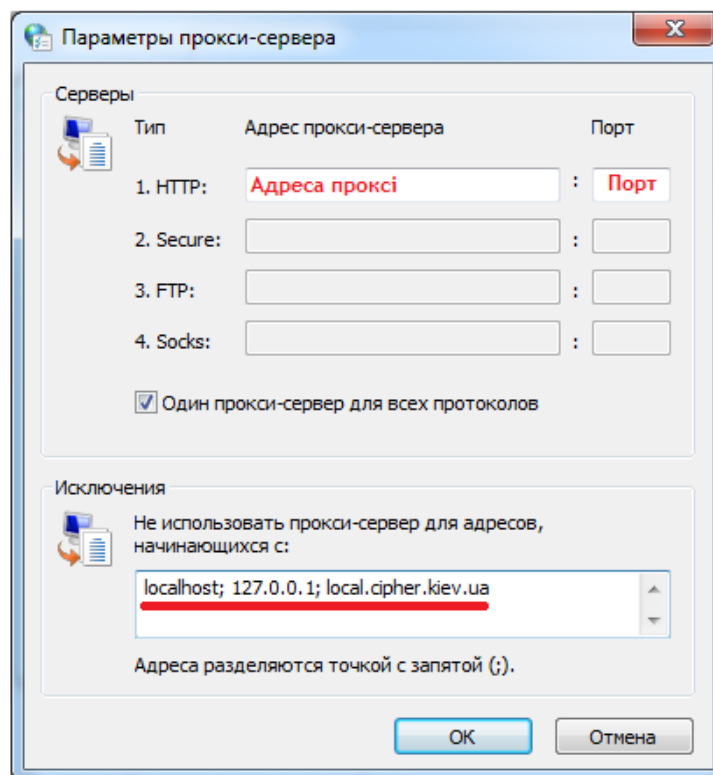 Параметры прокси-сервера
Серверы
Тип Адрес прокси-сервера Порт
1. HTTP: Адреса проксі : Порт
2. Secure: :
3. FTP: :
4. Socks: :
Один прокси-сервер для всех протоколов
Исключения
Не использовать прокси-сервер для адресов,
начинающихся с:
localhost; 127.0.0.1; local.cipher.kiev.ua
Адреса разделяются точкой с запятой (;).
ОК Отмена